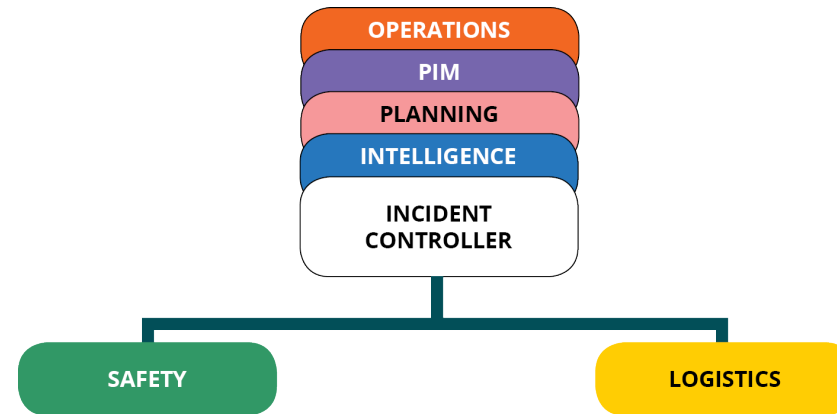 OPERATIONS
PIM
PLANNING
INTELLIGENCE
INCIDENT
CONTROLLER
SAFETY
LOGISTICS